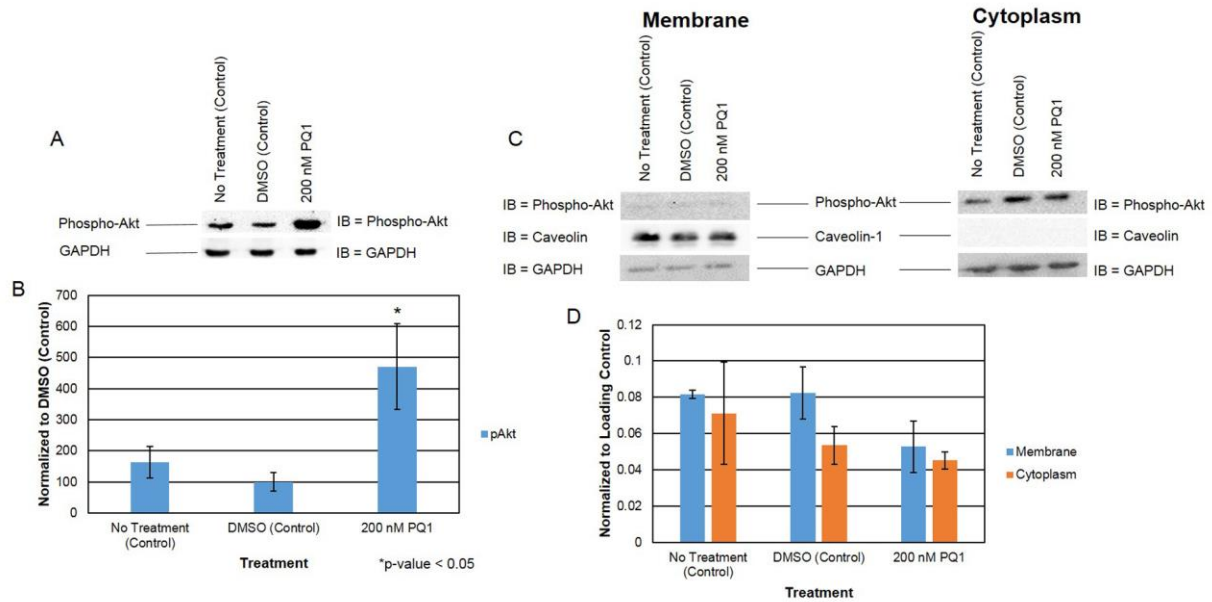 A
No Treatment (Control)
DMSO (Control)
200 nM PQ1
Phospho-Akt
IB = Phospho-Akt
GAPDH
IB = GAPDH
B
Normalized to DMSO (Control)
700
600
500
400
300
200
100
0
*
No Treatment
(Control)
DMSO (Control)
200 nM PQ1
Treatment
*p-value < 0.05
pAkt
C
Membrane
Cytoplasm
No Treatment (Control)
DMSO (Control)
200 nM PQ1
No Treatment (Control)
DMSO (Control)
200 nM PQ1
IB = Phospho-Akt
Phospho-Akt
IB = Phospho-Akt
IB = Caveolin
Caveolin-1
IB = Caveolin
IB = GAPDH
GAPDH
IB = GAPDH
D
Normalized to Loading Control
0.12
0.1
0.08
0.06
0.04
0.02
0
No Treatment
(Control)
DMSO (Control)
200 nM PQ1
Treatment
Membrane
Cytoplasm